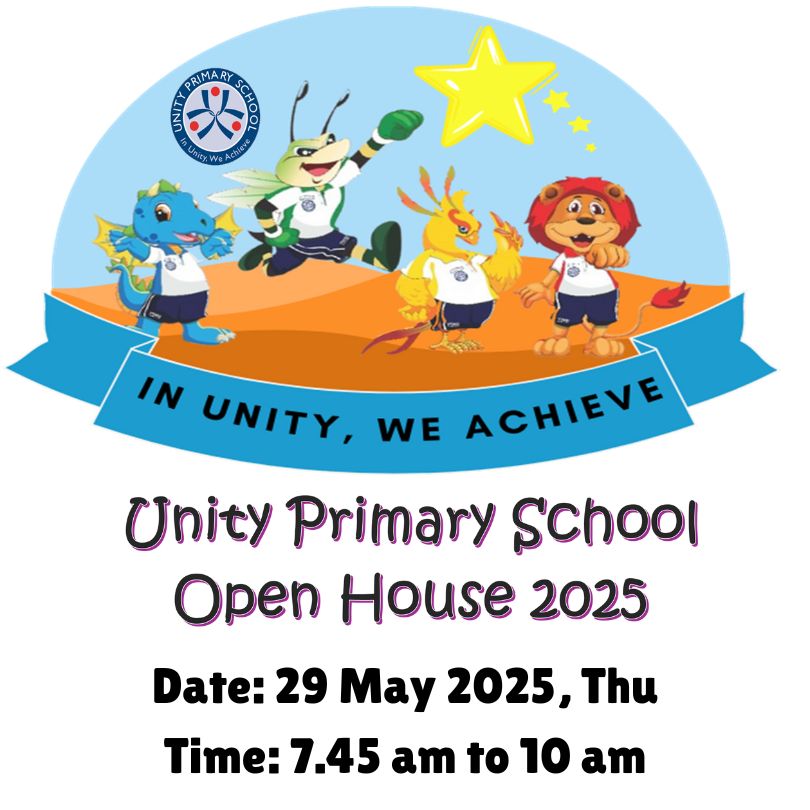 UNITY PRIMARY SCHOOL
In Unity, We Achieve
IN UNITY, WE ACHIEVE
Unity Primary School
Open House 2025
Date: 29 May 2025, Thu
Time: 7.45 am to 10 am